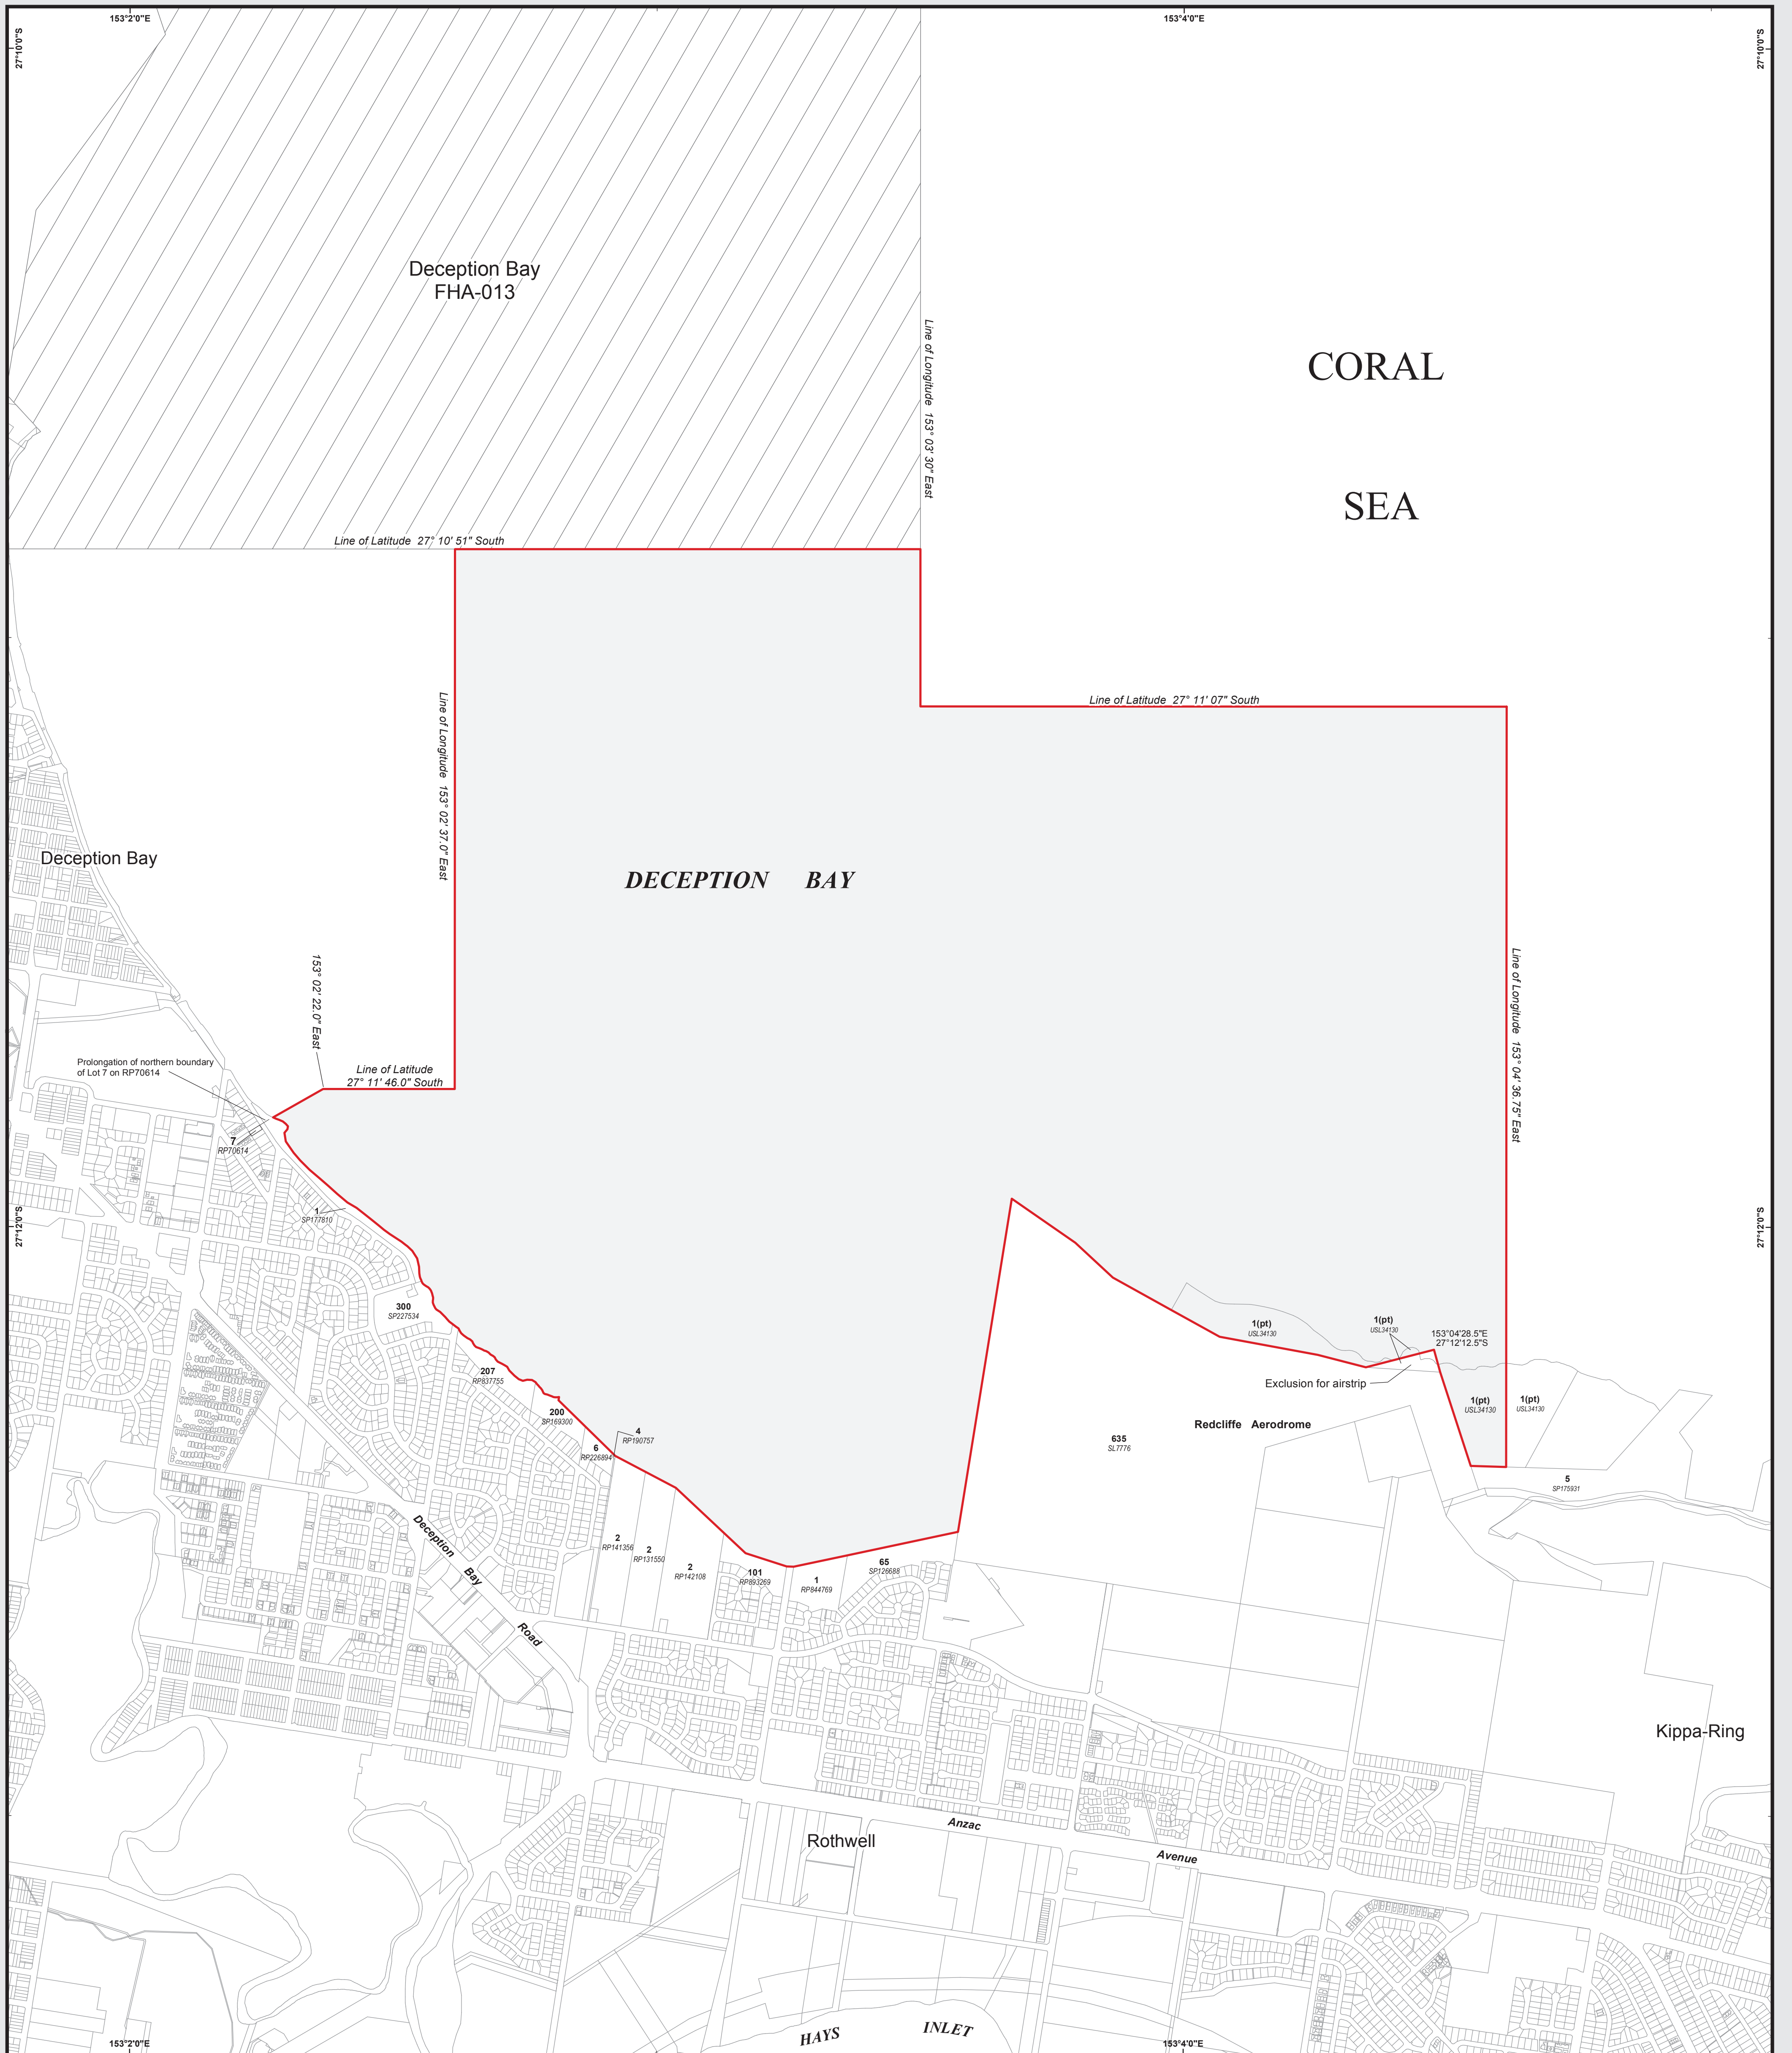 153°2'0"E
153°4'0"E
27°10'0"S
27°10'0"S
Deception Bay
FHA-013
Line of Longitude 153° 03' 30" East
CORAL
SEA
Line of Latitude 27° 10' 51" South
Line of Longitude 153° 02' 37.0" East
Line of Latitude 27° 11' 07" South
Deception Bay
DECEPTION BAY
153° 02' 22.0" East
Line of Longitude 153° 04' 36.75" East
Prolongation of northern boundary
of Lot 7 on RP70614
Line of Latitude
27° 11' 46.0" South
7
RP70614
1
SP177810
27°12'0"S
27°12'0"S
300
SP227534
1(pt)
USL34130
1(pt)
USL34130
153°04'28.5"E
27°12'12.5"S
207
RP837755
Exclusion for airstrip
1(pt)
USL34130
1(pt)
USL34130
200
SP169300
Redcliffe Aerodrome
4
RP190757
6
RP226894
635
SL7776
5
SP175931
Deception
Bay
Road
2
RP141356
2
RP131550
2
RP142108
101
RP893269
1
RP844769
65
SP126688
Kippa-Ring
Anzac
Avenue
Rothwell
HAYS INLET
153°2'0"E
153°4'0"E